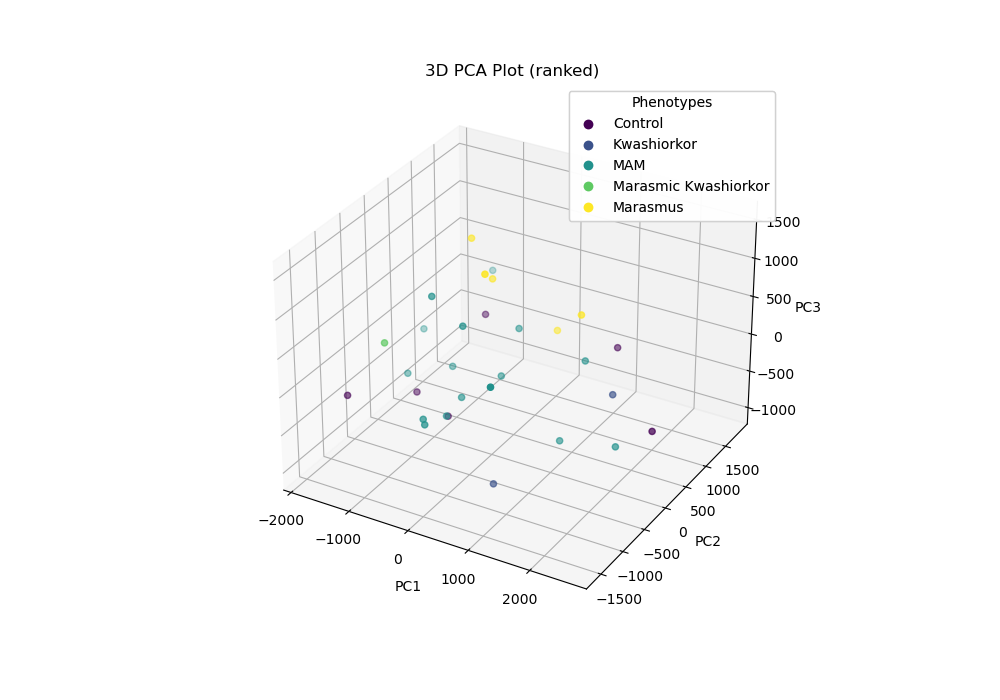 3D PCA Plot (ranked)
Phenotypes
Control
Kwashiorkor
MAM
Marasmic Kwashiorkor
Marasmus
1500
1000
500
0
−500
−1000
PC3
−2000
−1000
0
1000
2000
PC1
1500
1000
500
0
−500
−1000
−1500
PC2